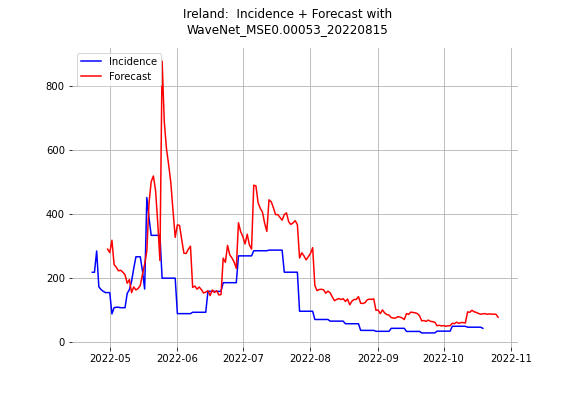 Ireland:  Incidence + Forecast with
WaveNet_MSE0.00053_20220815
Incidence
Forecast
800
600
400
200
0
2022-05 2022-06 2022-07 2022-08 2022-09 2022-10 2022-11